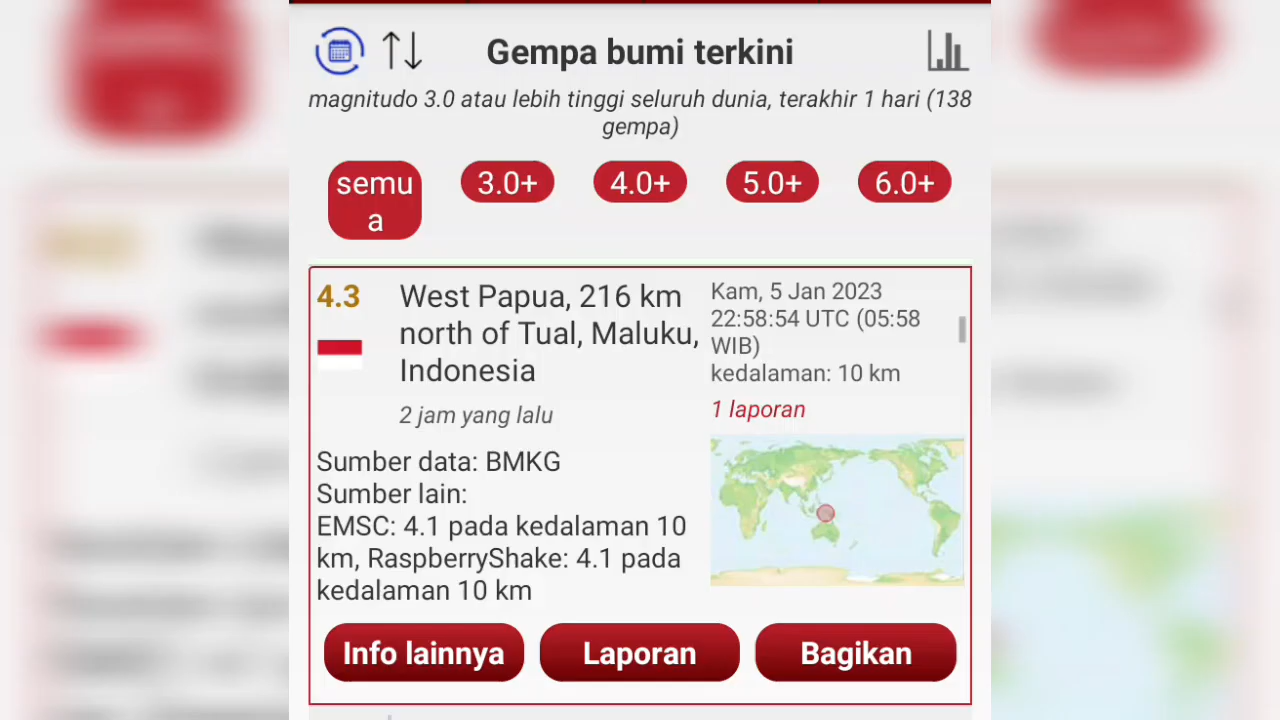 Gempa bumi terkini
magnitudo 3.0 atau lebih tinggi seluruh dunia, terakhir 1 hari (138
gempa)
semu
a
3.0+
4.0+
5.0+
6.0+
4.3
West Papua, 216 km
north of Tual, Maluku,
Indonesia
2 jam yang lalu
Kam, 5 Jan 2023
22:58:54 UTC (05:58
WIB)
kedalaman: 10 km
1 laporan
Sumber data: BMKG
Sumber lain:
EMSC: 4.1 pada kedalaman 10
km, RaspberryShake: 4.1 pada
kedalaman 10 km
Info lainnya
Laporan
Bagikan